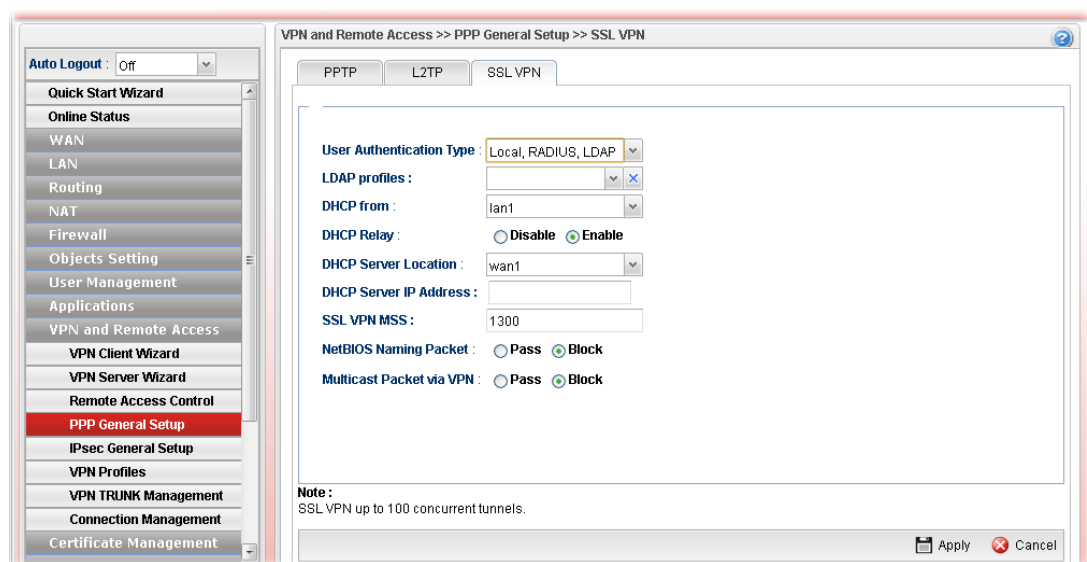 VPN and Remote Access >> PPP General Setup >> SSL VPN
Auto Logout : Off
Quick Start Wizard
Online Status
WAN
LAN
Routing
NAT
Firewall
Objects Setting
User Management
Applications
VPN and Remote Access
VPN Client Wizard
VPN Server Wizard
Remote Access Control
PPP General Setup
IPsec General Setup
VPN Profiles
VPN TRUNK Management
Connection Management
Certificate Management
PPTP L2TP SSL VPN
User Authentication Type : Local, RADIUS, LDAP
LDAP profiles :
DHCP from : lan1
DHCP Relay : Disable Enable
DHCP Server Location : wan1
DHCP Server IP Address :
SSL VPN MSS : 1300
NetBIOS Naming Packet : Pass Block
Multicast Packet via VPN : Pass Block
Note :
SSL VPN up to 100 concurrent tunnels.
Apply Cancel